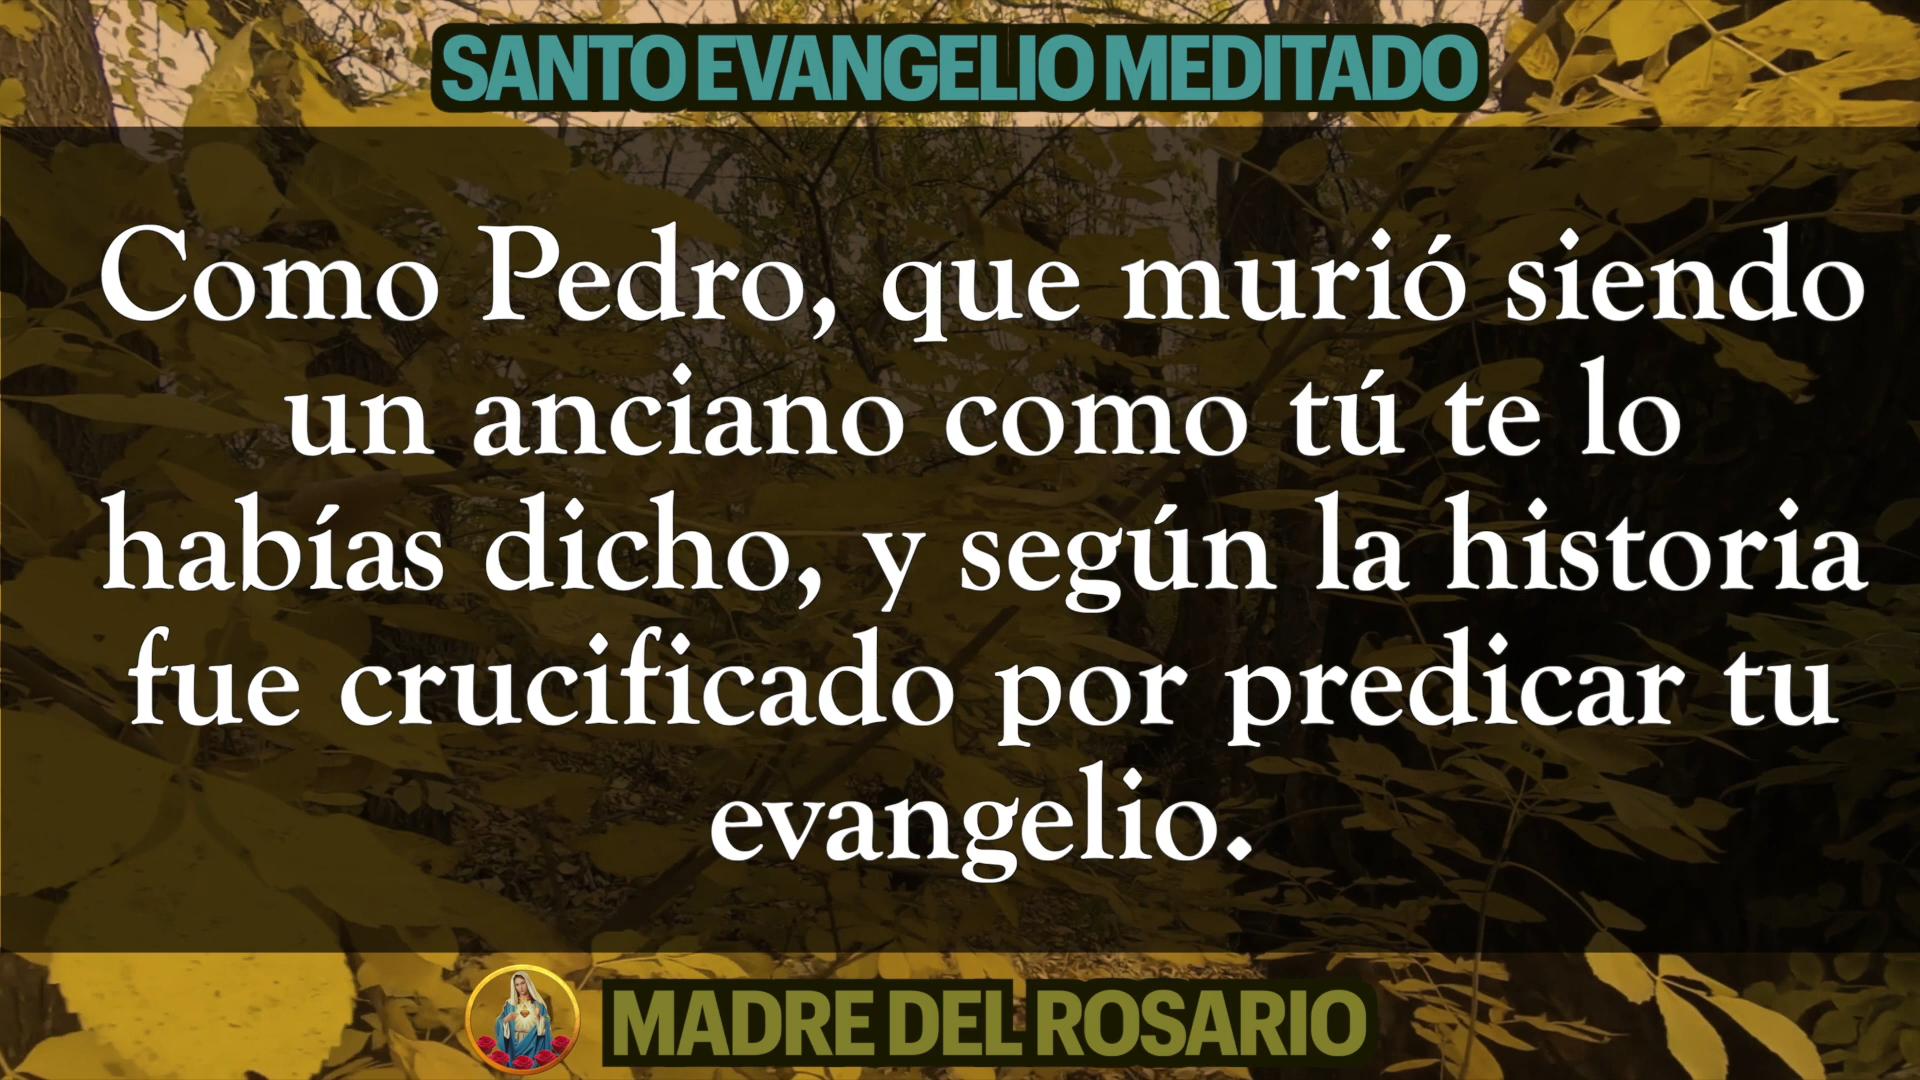 SANTO EVANGELIO MEDITADO
Como Pedro, que murió siendo
un anciano como tú te lo
habías dicho, y según la historia
fue crucificado por predicar tu
evangelio.
MADRE DEL ROSARIO